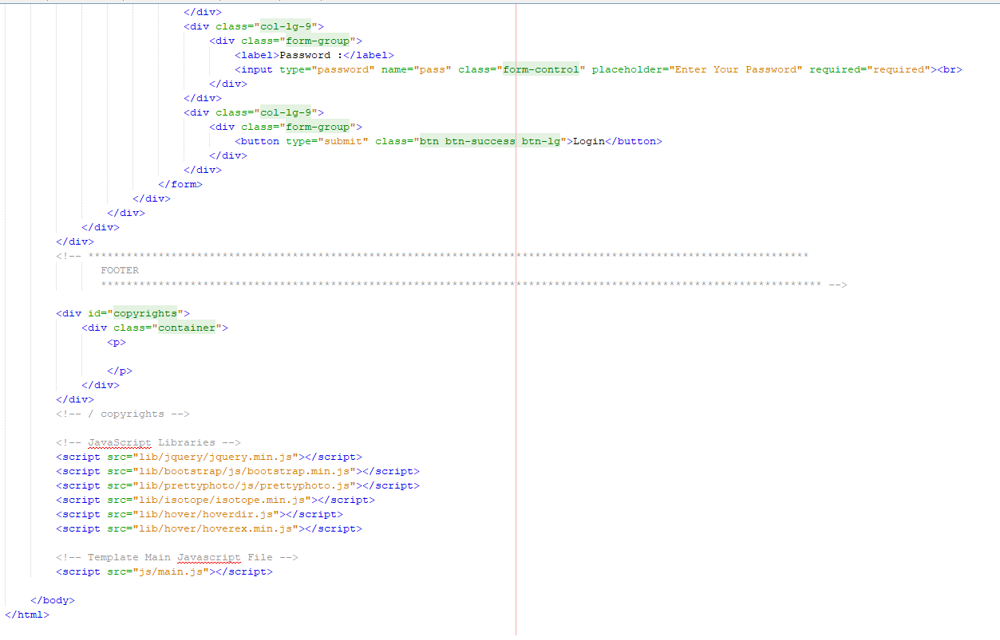 </div>
<div class="col-lg-9">
<div class="form-group">
<label>Password :</label>
<input type="password" name="pass" class="form-control" placeholder="Enter Your Password" required="required"><br>
</div>
</div>
<div class="col-lg-9">
<div class="form-group">
<button type="submit" class="btn btn-success btn-lg">Login</button>
</div>
</div>
</form>
</div>
</div>
</div>
</div>
<!-- *****************************************************************************************************************
FOOTER
***************************************************************************************************************** -->
<div id="copyrights">
<div class="container">
<p>
</p>
</div>
</div>
<!-- / copyrights -->
<!-- JavaScript Libraries -->
<script src="lib/jquery/jquery.min.js"></script>
<script src="lib/bootstrap/js/bootstrap.min.js"></script>
<script src="lib/prettyphoto/js/prettyphoto.js"></script>
<script src="lib/isotope/isotope.min.js"></script>
<script src="lib/hover/hoverdir.js"></script>
<script src="lib/hover/hoverex.min.js"></script>
<!-- Template Main Javascript File -->
<script src="js/main.js"></script>
</body>
</html>